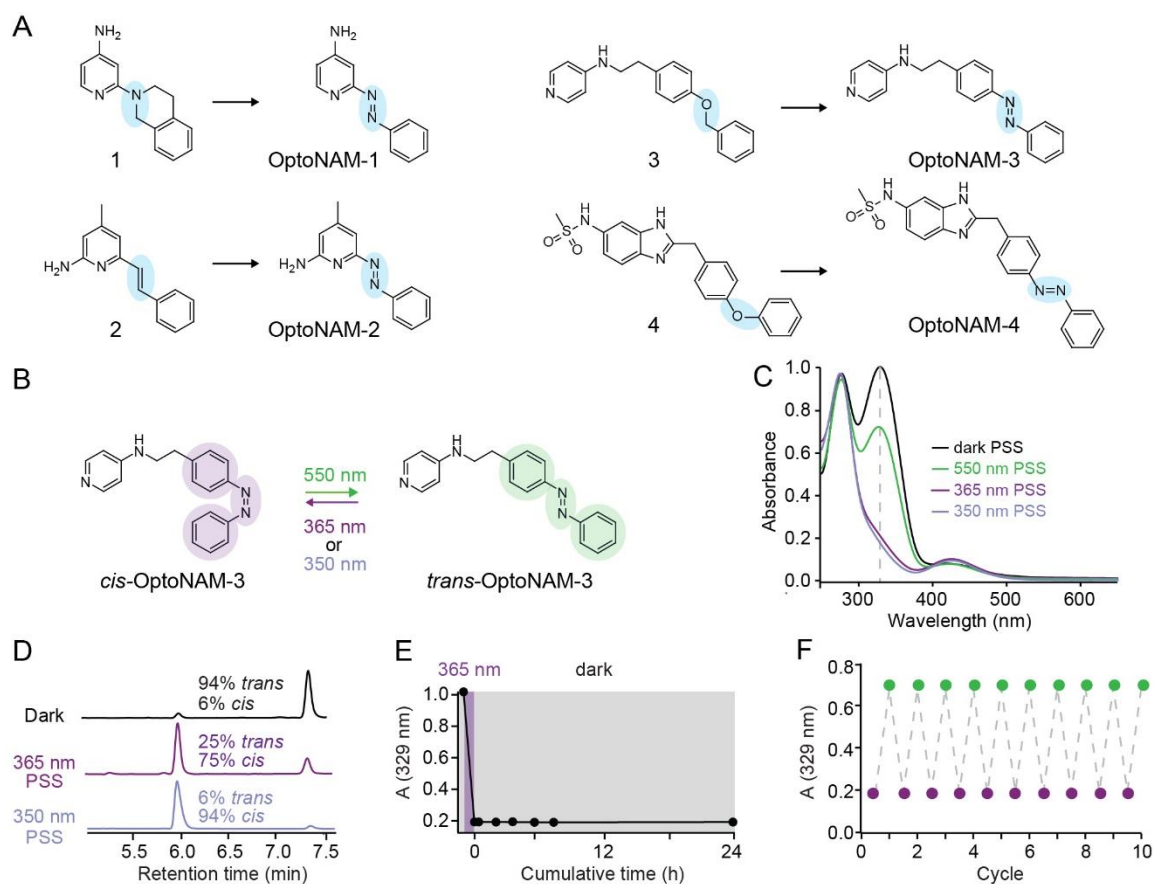 A
NH₂
N
N
1
NH₂
N
N
N
OptoNAM-1
H
N
N
O
3
H
N
N
N
N
OptoNAM-3
H₂N
N
2
H₂N
N
N
N
OptoNAM-2
H
N
S
O
O
H
N
N
O
4
H
N
S
O
O
H
N
N
N=N
OptoNAM-4
B
H
N
N
N
N
cis-OptoNAM-3
550 nm
365 nm
or
350 nm
H
N
N
N
N
trans-OptoNAM-3
C
Absorbance
1.0
0.8
0.6
0.4
0.2
0.0
300 400 500 600
Wavelength (nm)
dark PSS
550 nm PSS
365 nm PSS
350 nm PSS
D
Dark
94% trans
6% cis
365 nm
PSS
25% trans
75% cis
350 nm
PSS
6% trans
94% cis
5.0 6.0 7.0 7.5
Retention time (min)
E
365 nm
dark
A (329 nm)
1.0
0.8
0.6
0.4
0.2
0 12 24
Cumulative time (h)
F
A (329 nm)
0.8
0.6
0.4
0.2
0.0
0 2 4 6 8 10
Cycle